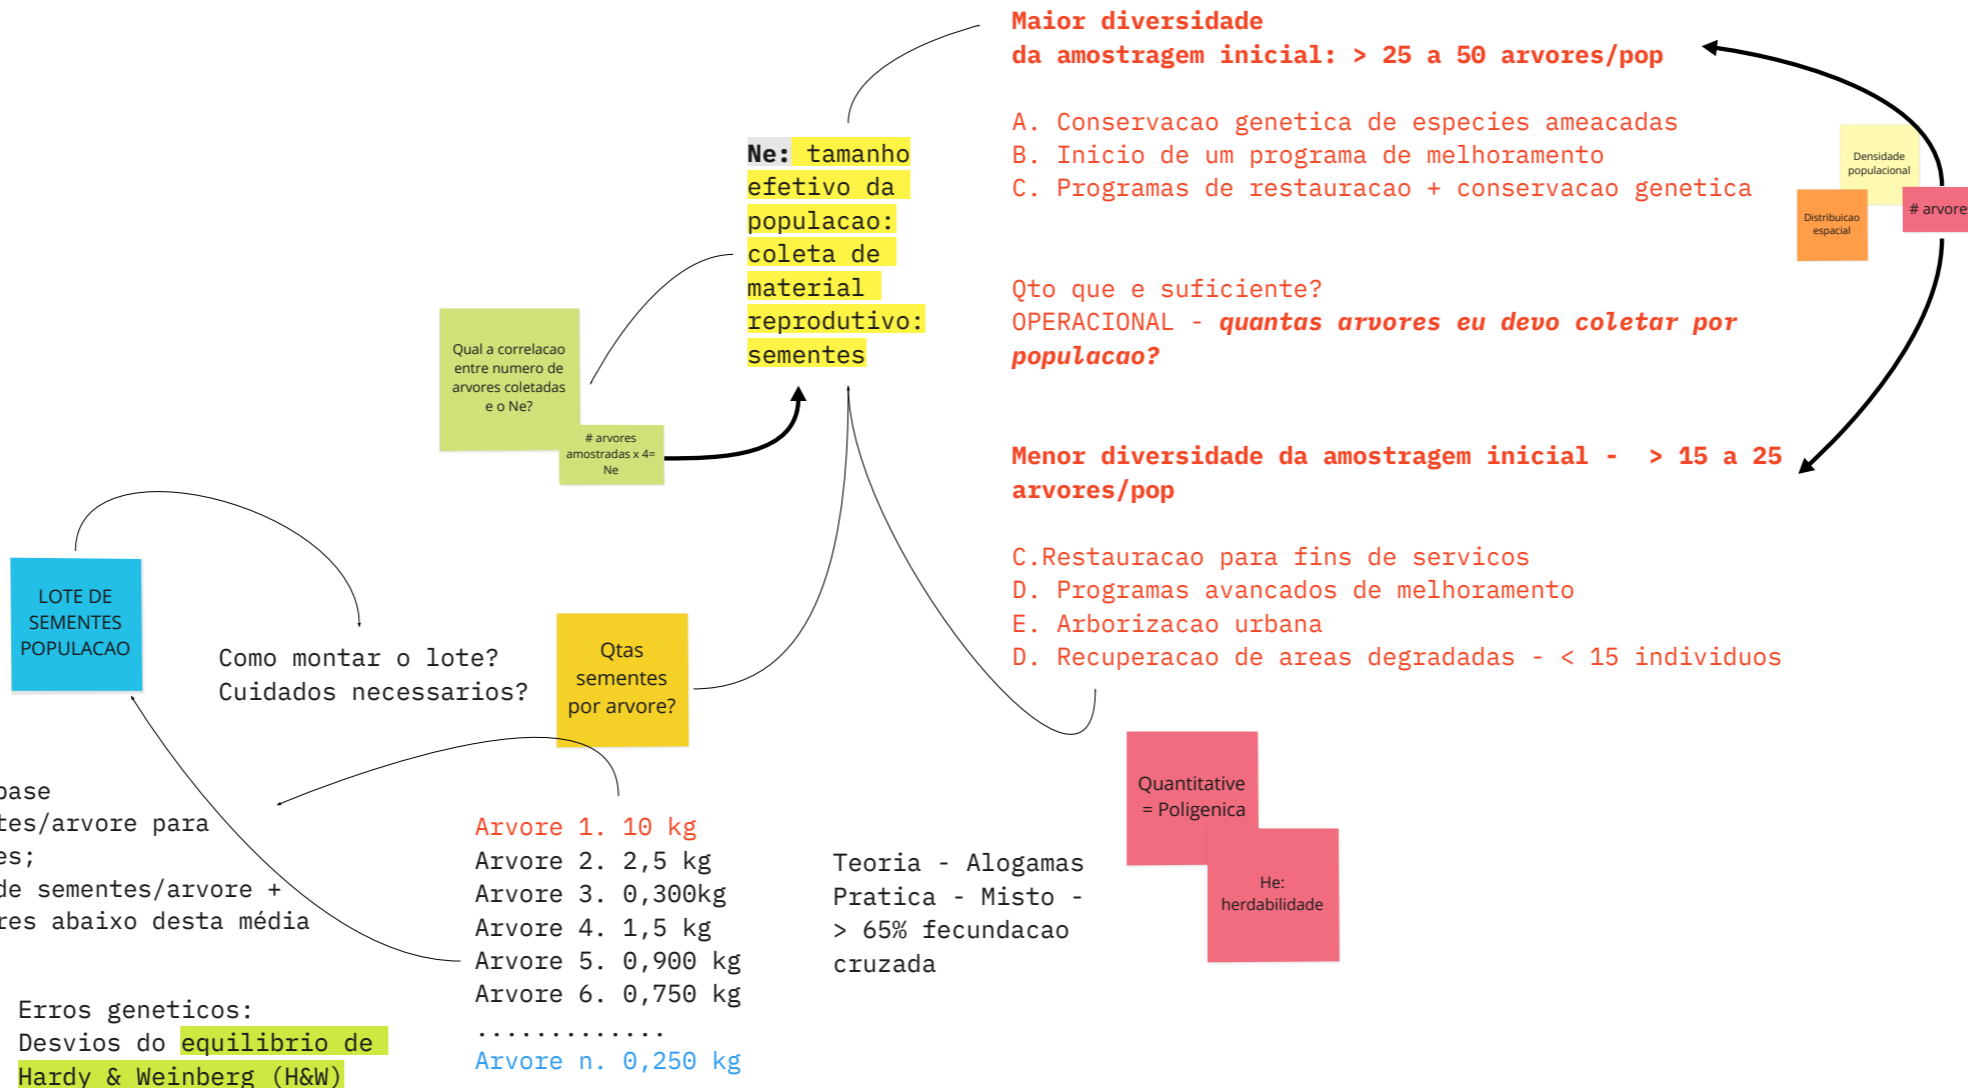 Maior diversidade
da amostragem inicial: > 25 a 50 arvores/pop
A. Conservacao genetica de especies ameacadas
B. Inicio de um programa de melhoramento
C. Programas de restauracao + conservacao genetica
Densidade
populacional
Distribuicao
espacial
# arvores
Ne: tamanho
efetivo da
populacao:
coleta de
material
reprodutivo:
sementes
Qto que e suficiente?
OPERACIONAL - quantas arvores eu devo coletar por
populacao?
Qual a correlacao
entre numero de
arvores coletadas
e o Ne?
# arvores
amostradas x 4=
Ne
Menor diversidade da amostragem inicial -  > 15 a 25
arvores/pop
C.Restauracao para fins de servicos
D. Programas avancados de melhoramento
E. Arborizacao urbana
D. Recuperacao de areas degradadas - < 15 individuos
LOTE DE
SEMENTES
POPULACAO
Como montar o lote?
Cuidados necessarios?
Qtas
sementes
por arvore?
Quantitative
= Poligenica
He:
herdabilidade
base
/arvore para
de sementes/arvore +
abaixo desta média
Arvore 1. 10 kg
Arvore 2. 2,5 kg
Arvore 3. 0,300kg
Arvore 4. 1,5 kg
Arvore 5. 0,900 kg
Arvore 6. 0,750 kg
.............
Arvore n. 0,250 kg
Teoria - Alogamas
Pratica - Misto -
> 65% fecundacao
cruzada
Erros geneticos:
Desvios do equilibrio de
Hardy & Weinberg (H&W)